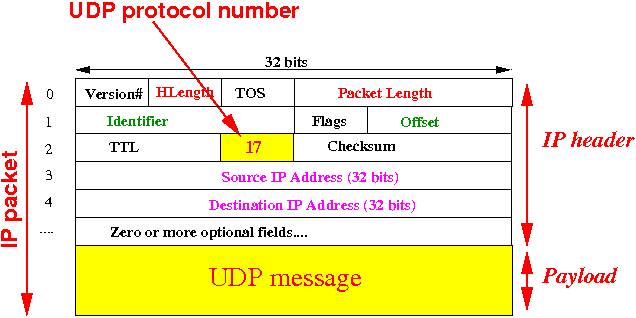 UDP protocol number
32 bits
0 Version# HLength TOS Packet Length
1 Identifier Flags Offset
2 TTL 17 Checksum
3 Source IP Address (32 bits)
4 Destination IP Address (32 bits)
.... Zero or more optional fields....
UDP message
IP packet
IP header
Payload